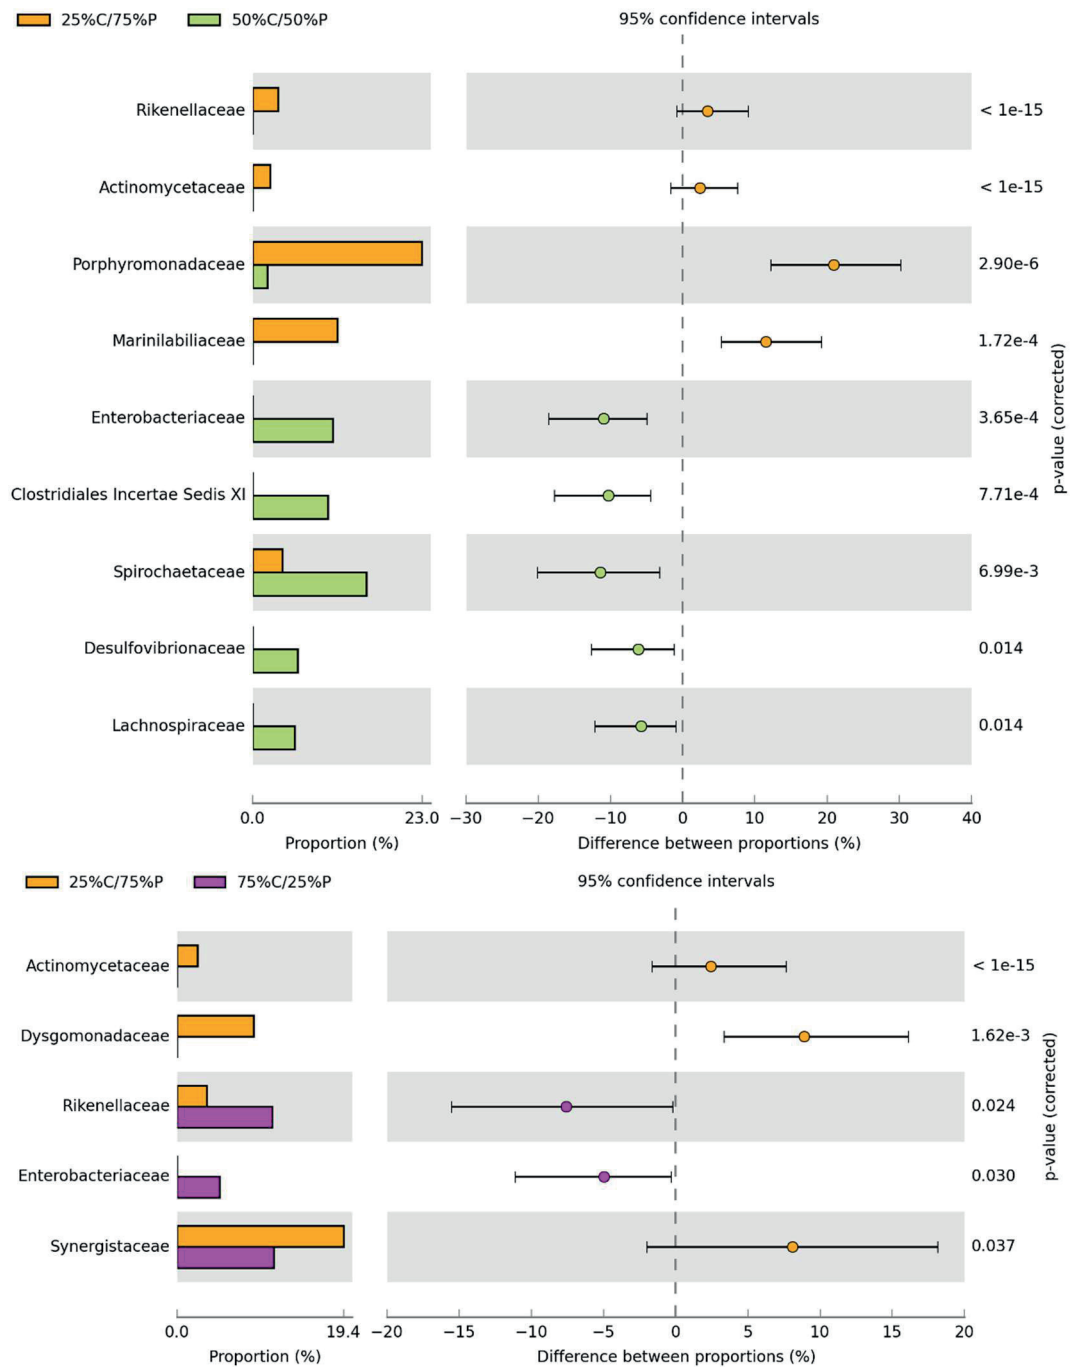 25%C/75%P 50%C/50%P 95% confidence intervals
Rikenellaceae < 1e-15
Actinomycetaceae < 1e-15
Porphyromonadaceae 2.90e-6
Marinilabiliaceae 1.72e-4
Enterobacteriaceae 3.65e-4
Clostridiales Incertae Sedis XI 7.71e-4
Spirochaetaceae 6.99e-3
Desulfovibrionaceae 0.014
Lachnospiraceae 0.014
p-value (corrected)
0.0 23.0 −30 −20 −10 0 10 20 30 40
Proportion (%) Difference between proportions (%)
25%C/75%P 75%C/25%P 95% confidence intervals
Actinomycetaceae < 1e-15
Dysgomonadaceae 1.62e-3
Rikenellaceae 0.024
Enterobacteriaceae 0.030
Synergistaceae 0.037
p-value (corrected)
0.0 19.4 −20 −15 −10 −5 0 5 10 15 20
Proportion (%) Difference between proportions (%)